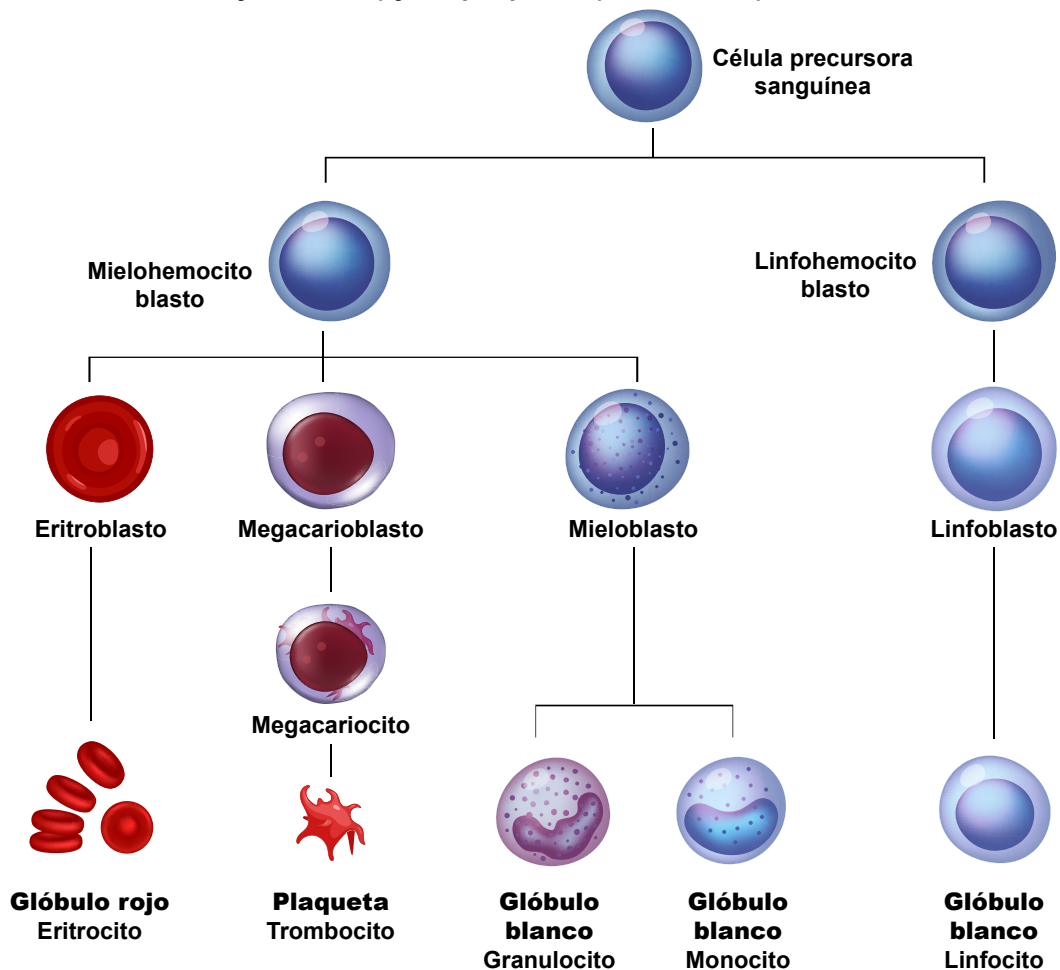 Célula precursora
sanguínea
Mielohemocito
blasto
Linfohemocito
blasto
Eritroblasto
Megacarioblasto
Mieloblasto
Linfoblasto
Megacariocito
Glóbulo rojo
Eritrocito
Plaqueta
Trombocito
Glóbulo
blanco
Granulocito
Glóbulo
blanco
Monocito
Glóbulo
blanco
Linfocito